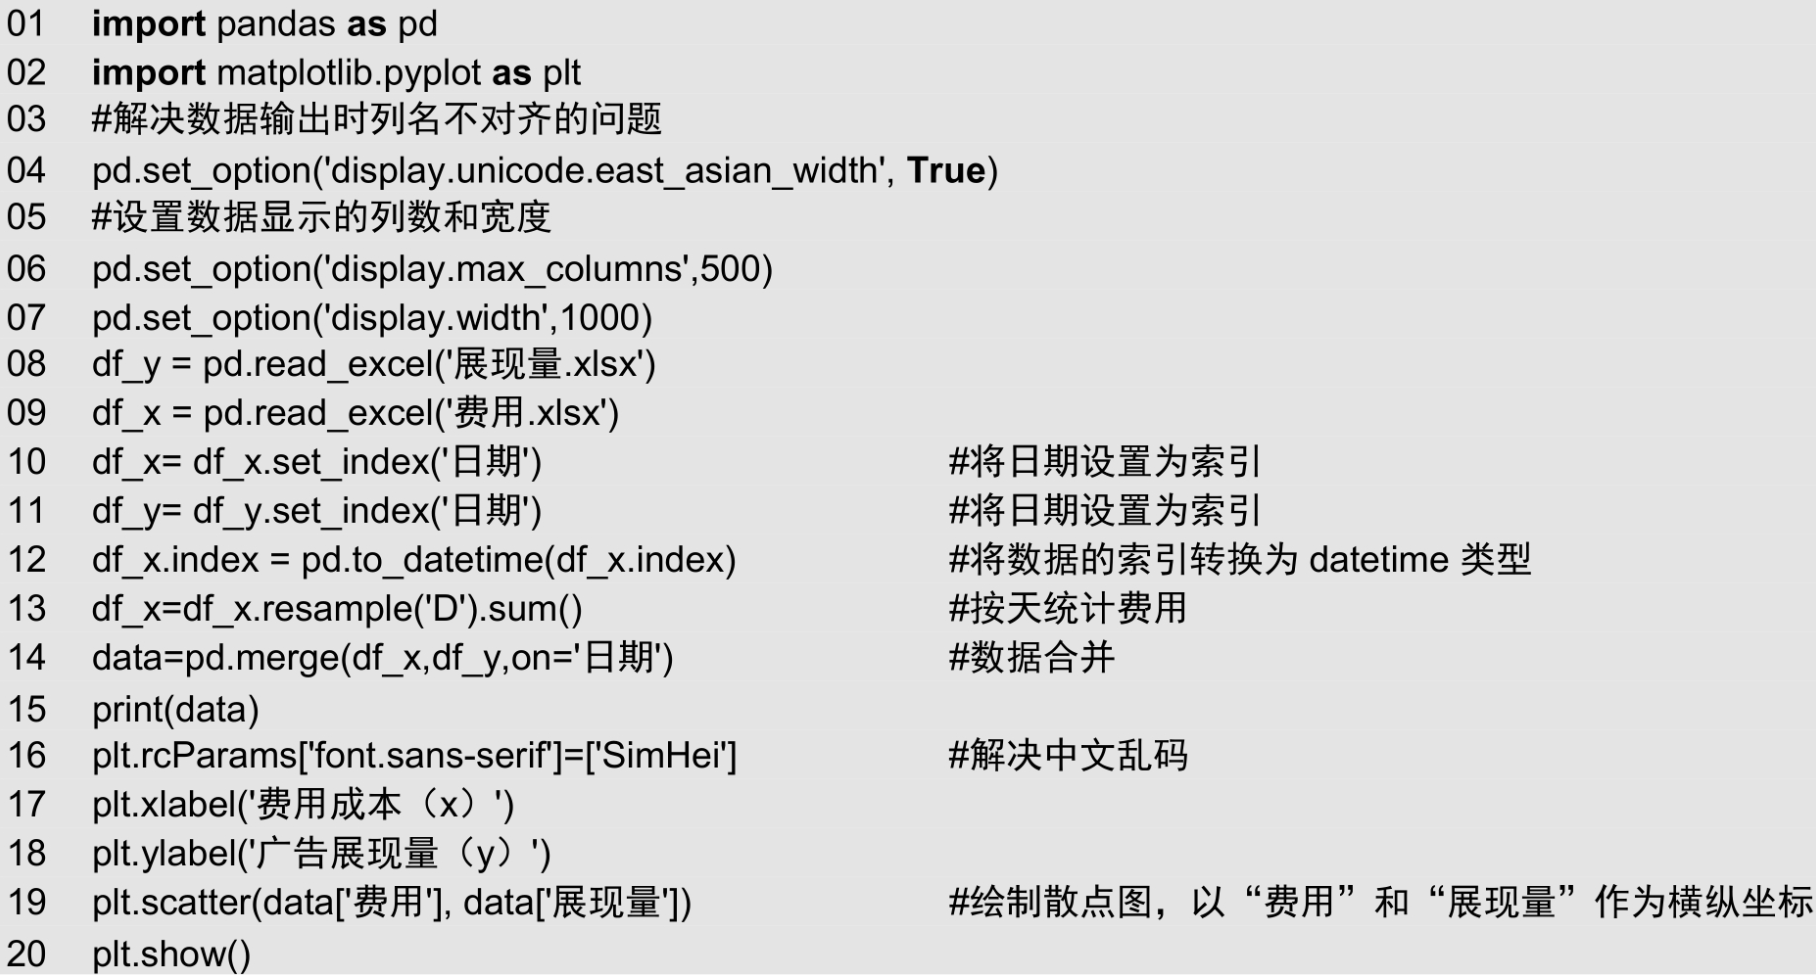 01 import pandas as pd
02 import matplotlib.pyplot as plt
03 #解决数据输出时列名不对齐的问题
04 pd.set_option('display.unicode.east_asian_width', True)
05 #设置数据显示的列数和宽度
06 pd.set_option('display.max_columns',500)
07 pd.set_option('display.width',1000)
08 df_y = pd.read_excel('展现量.xlsx')
09 df_x = pd.read_excel('费用.xlsx')
10 df_x= df_x.set_index('日期') #将日期设置为索引
11 df_y= df_y.set_index('日期') #将日期设置为索引
12 df_x.index = pd.to_datetime(df_x.index) #将数据的索引转换为 datetime 类型
13 df_x=df_x.resample('D').sum() #按天统计费用
14 data=pd.merge(df_x,df_y,on='日期') #数据合并
15 print(data)
16 plt.rcParams['font.sans-serif']=['SimHei'] #解决中文乱码
17 plt.xlabel('费用成本（x）')
18 plt.ylabel('广告展现量（y）')
19 plt.scatter(data['费用'], data['展现量']) #绘制散点图，以“费用”和“展现量”作为横纵坐标
20 plt.show()